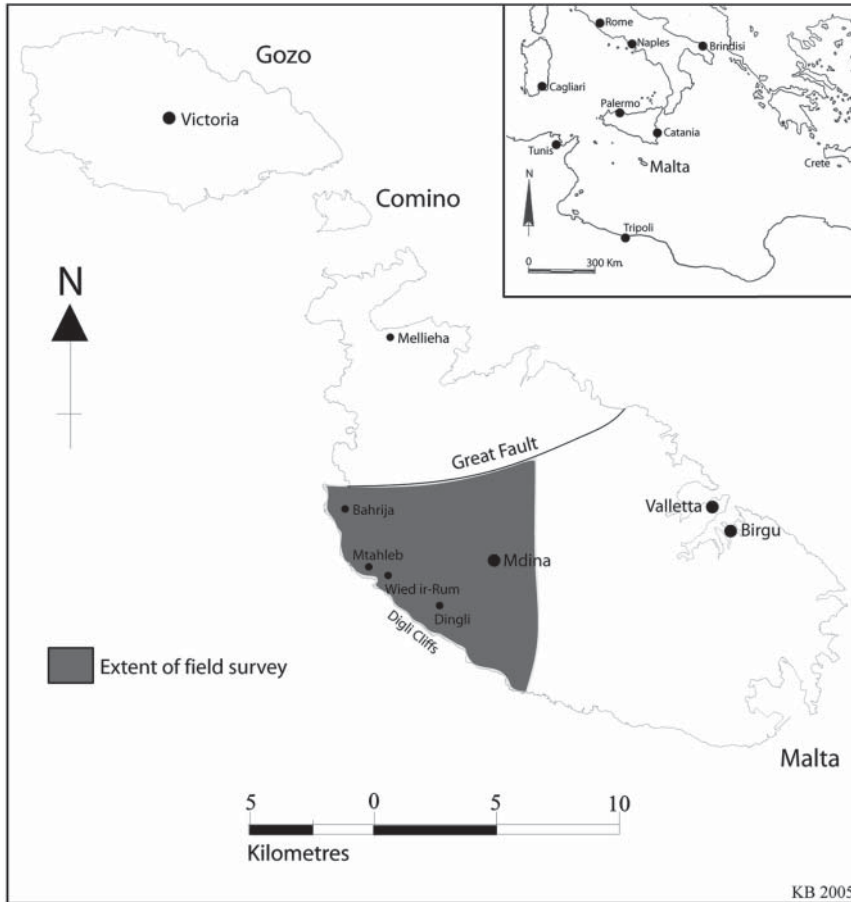 Gozo
Victoria
Comino
N
Mellieha
Great Fault
Bahrija
Mtahleb
Wied ir-Rum
Dingli
Digli Cliffs
Mdina
Valletta
Birgu
Malta
Extent of field survey
5 0 5 10
Kilometres
KB 2005
Rome
Naples
Brindisi
Cagliari
Palermo
Catania
Tunis
Malta
Crete
N
Tripoli
0 300 Km.